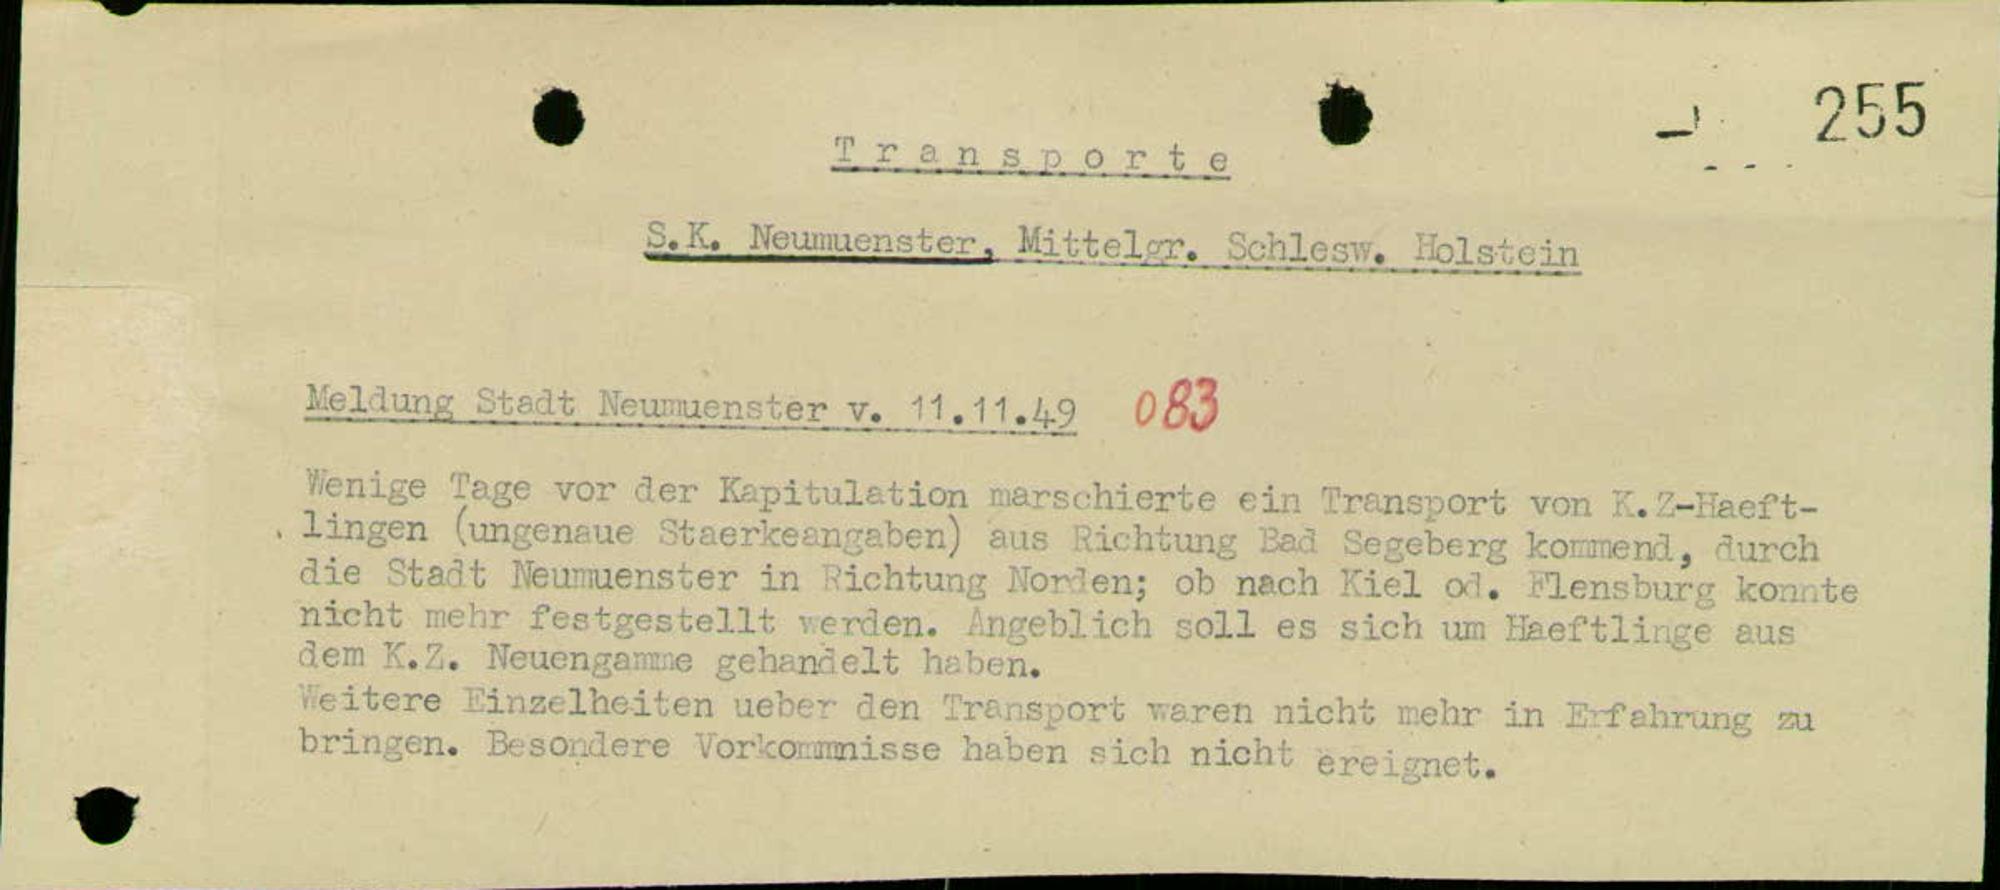 255
T r a n s p o r t e
S.K. Neumuenster, Mittelgr. Schlesw. Holstein
Meldung Stadt Neumuenster v. 11.11.49 083
Wenige Tage vor der Kapitulation marschierte ein Transport von K.Z-Haeft-
lingen (ungenaue Staerkeangaben) aus Richtung Bad Segeberg kommend, durch
die Stadt Neumuenster in Richtung Norden; ob nach Kiel od. Flensburg konnte
nicht mehr festgestellt werden. Angeblich soll es sich um Haeftlinge aus
dem K.Z. Neuengamme gehandelt haben.
Weitere Einzelheiten ueber den Transport waren nicht mehr in Erfahrung zu
bringen. Besondere Vorkommnisse haben sich nicht ereignet.